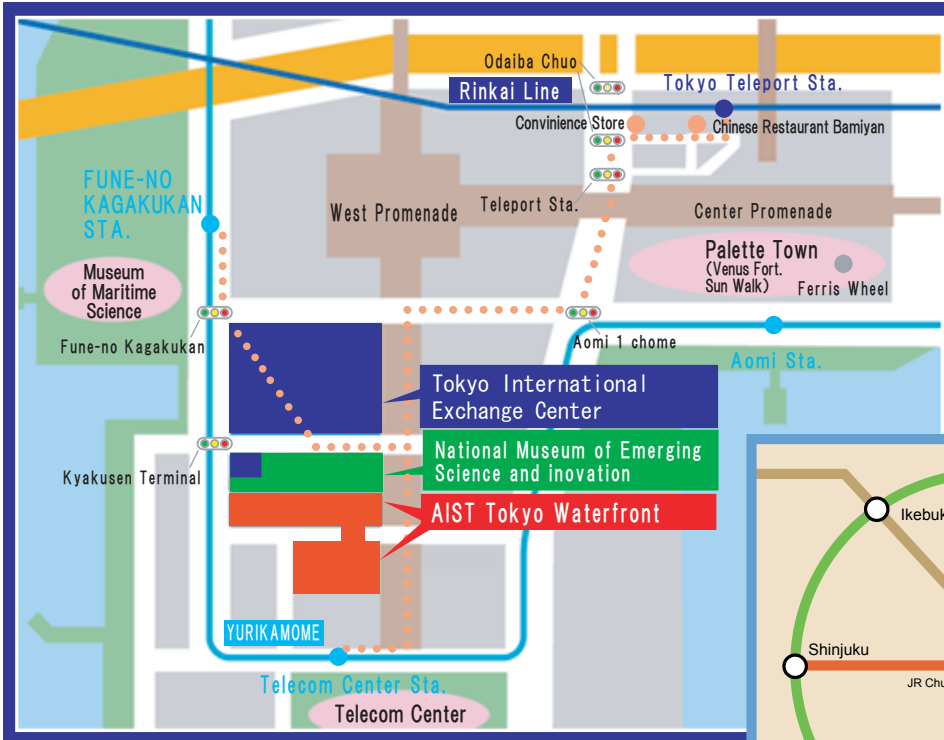 Odaiba Chuo
Rinkai Line
Tokyo Teleport Sta.
Convinience Store
Chinese Restaurant Bamiyan
FUNE-NO
KAGAKUKAN
STA.
West Promenade
Teleport Sta.
Center Promenade
Palette Town
(Venus Fort.
Sun Walk)
Ferris Wheel
Museum
of Maritime
Science
Fune-no Kagakukan
Aomi 1 chome
Aomi Sta.
Tokyo International
Exchange Center
National Museum of Emerging
Science and inovation
Kyakusen Terminal
AIST Tokyo Waterfront
YURIKAMOME
Telecom Center Sta.
Telecom Center
Ikebuk
Shinjuku
JR Chu